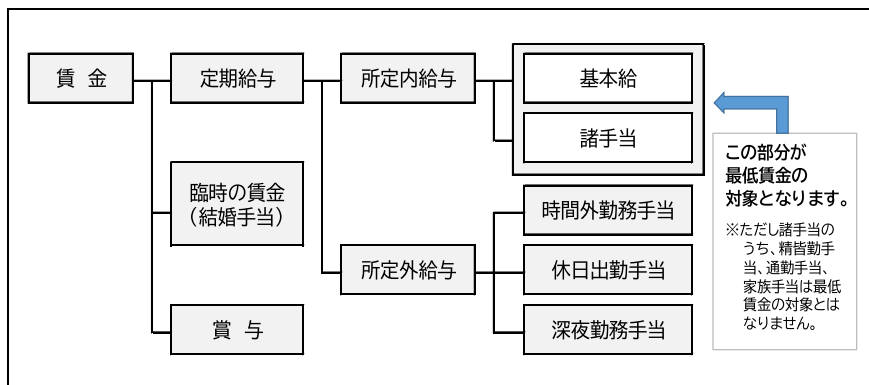 賃 金
定期給与
所定内給与
基本給
諸手当
臨時の賃金
（結婚手当）
所定外給与
時間外勤務手当
休日出勤手当
深夜勤務手当
賞 与
この部分が
最低賃金の
対象となります。
※ただし諸手当の
うち、精皆勤手
当、通勤手当、
家族手当は最低
賃金の対象とは
なりません。